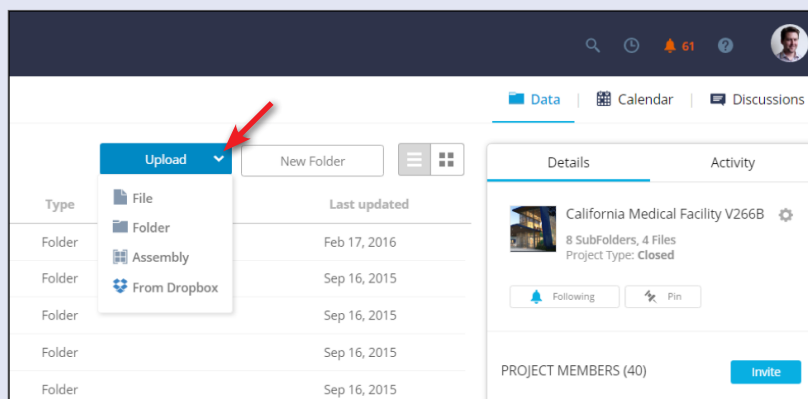 61
Data
Calendar
Discussions
Upload
New Folder
Details
Activity
File
Folder
Assembly
From Dropbox
Type
Last updated
Folder
Feb 17, 2016
Folder
Sep 16, 2015
Folder
Sep 16, 2015
Folder
Sep 16, 2015
Folder
Sep 16, 2015
California Medical Facility V266B
8 SubFolders, 4 Files
Project Type: Closed
Following
Pin
PROJECT MEMBERS (40)
Invite